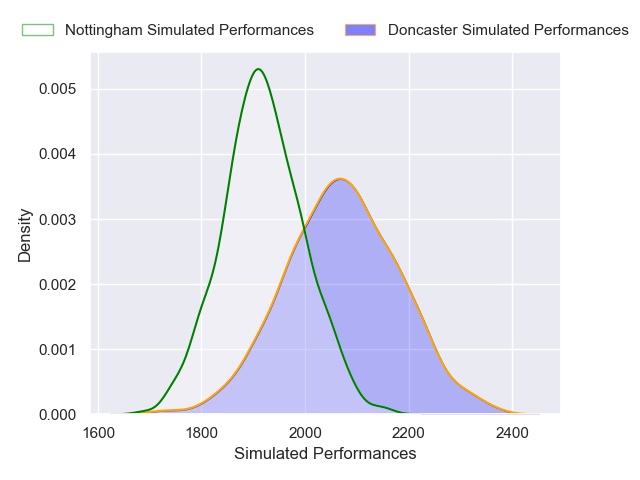 Nottingham Simulated Performances Doncaster Simulated Performances
0.005
0.004
0.003
0.002
0.001
0.000
Density
1600 1800 2000 2200 2400
Simulated Performances